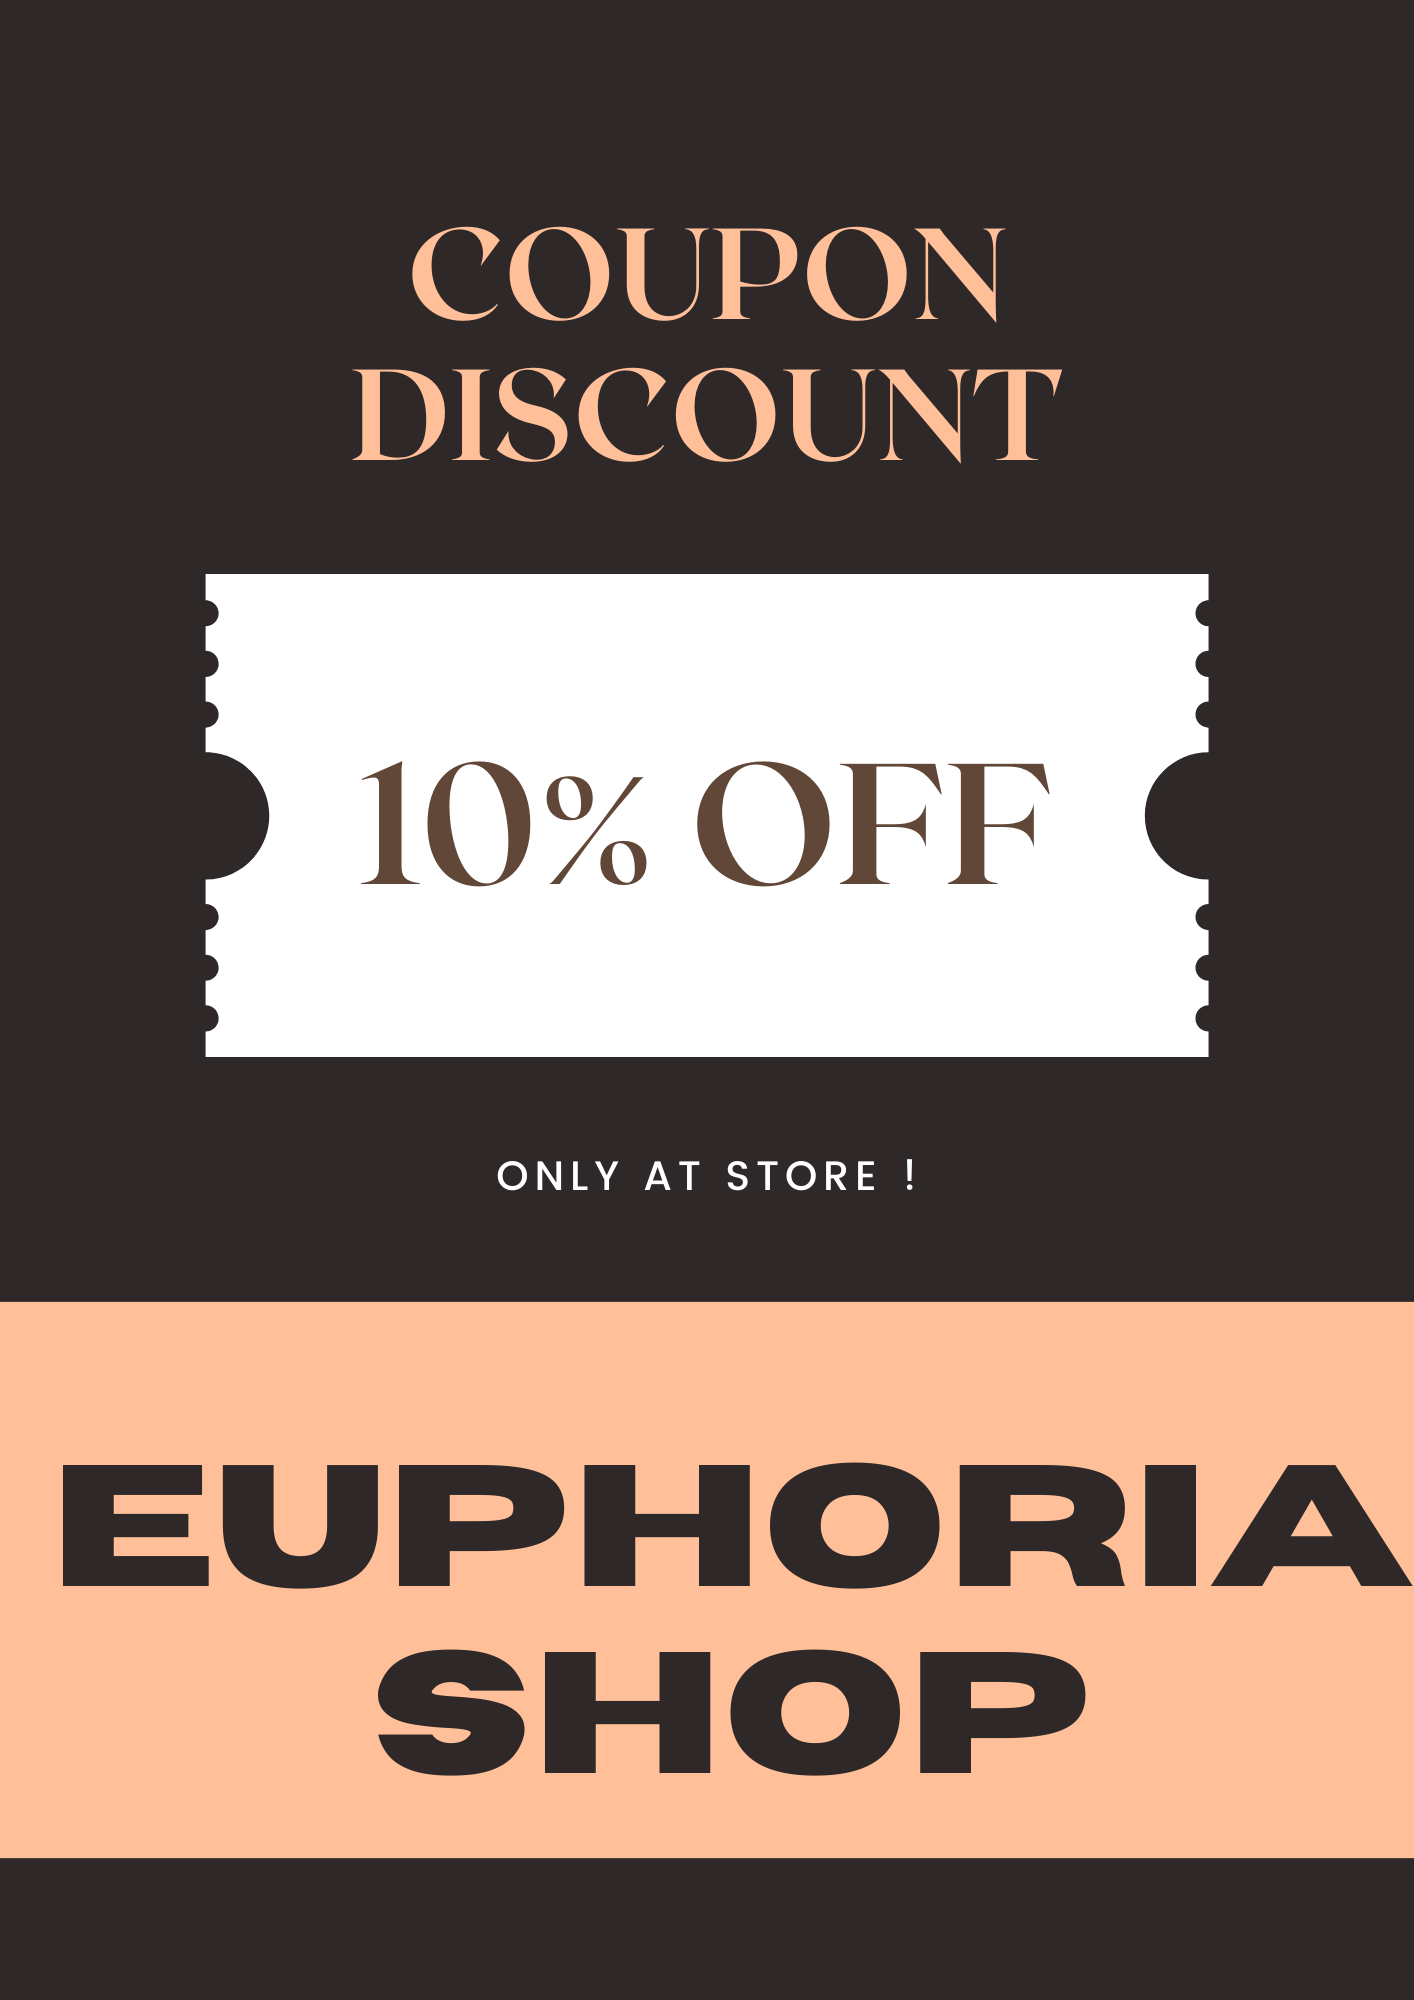 COUPON
DISCOUNT
10% OFF
ONLY AT STORE !
EUPHORIA
SHOP